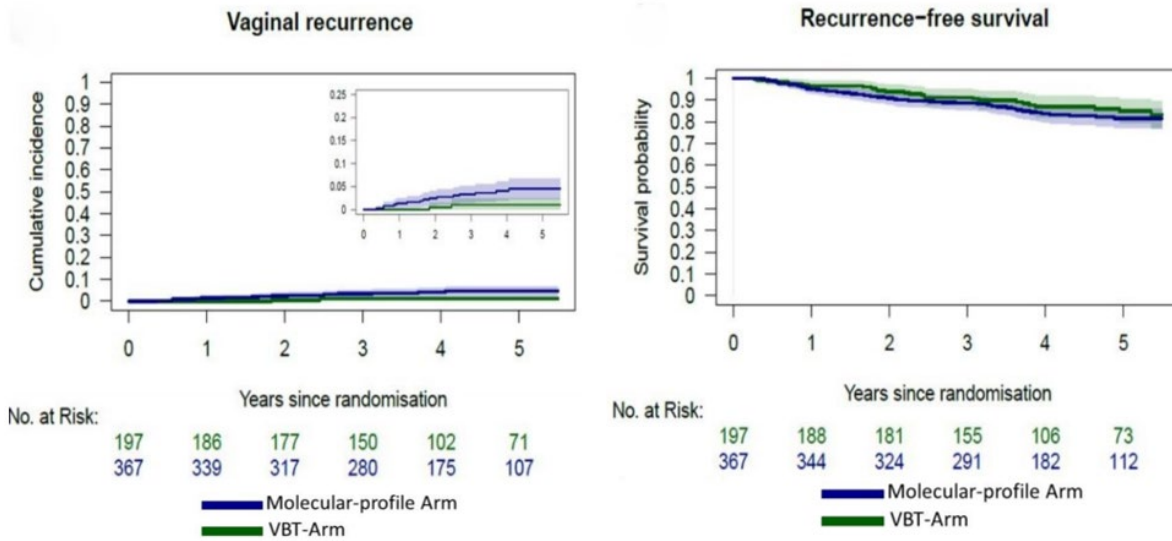 Vaginal recurrence
Cumulative incidence
1
0.9
0.8
0.7
0.6
0.5
0.4
0.3
0.2
0.1
0
0.25
0.2
0.15
0.1
0.05
0
0 1 2 3 4 5
0 1 2 3 4 5
Years since randomisation
No. at Risk:
197 186 177 150 102 71
367 339 317 280 175 107
Molecular-profile Arm
VBT-Arm
Recurrence-free survival
Survival probability
1
0.9
0.8
0.7
0.6
0.5
0.4
0.3
0.2
0.1
0
0 1 2 3 4 5
Years since randomisation
No. at Risk:
197 188 181 155 106 73
367 344 324 291 182 112
Molecular-profile Arm
VBT-Arm